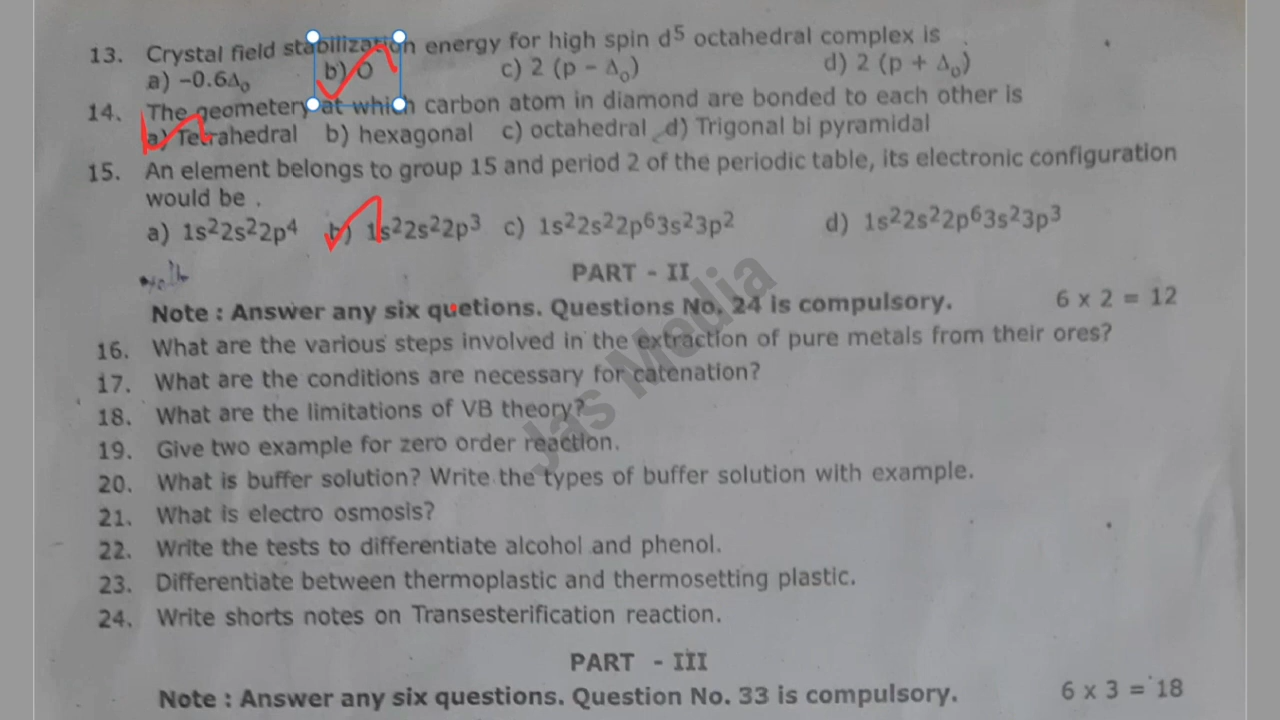 13. Crystal field stabilization energy for high spin d⁵ octahedral complex is
a) −0.6Δₒ b) O c) 2 (p − Δₒ) d) 2 (p + Δₒ)
14. The geometery at which carbon atom in diamond are bonded to each other is
a) Tetrahedral b) hexagonal c) octahedral d) Trigonal bi pyramidal
15. An element belongs to group 15 and period 2 of the periodic table, its electronic configuration
would be .
a) 1s²2s²2p⁴ b) 1s²2s²2p³ c) 1s²2s²2p⁶3s²3p² d) 1s²2s²2p⁶3s²3p³
PART - II
Note : Answer any six quetions. Questions No. 24 is compulsory. 6 x 2 = 12
16. What are the various steps involved in the extraction of pure metals from their ores?
17. What are the conditions are necessary for catenation?
18. What are the limitations of VB theory?
19. Give two example for zero order reaction.
20. What is buffer solution? Write the types of buffer solution with example.
21. What is electro osmosis?
22. Write the tests to differentiate alcohol and phenol.
23. Differentiate between thermoplastic and thermosetting plastic.
24. Write shorts notes on Transesterification reaction.
PART - III
Note : Answer any six questions. Question No. 33 is compulsory. 6 x 3 = 18
Jas Media